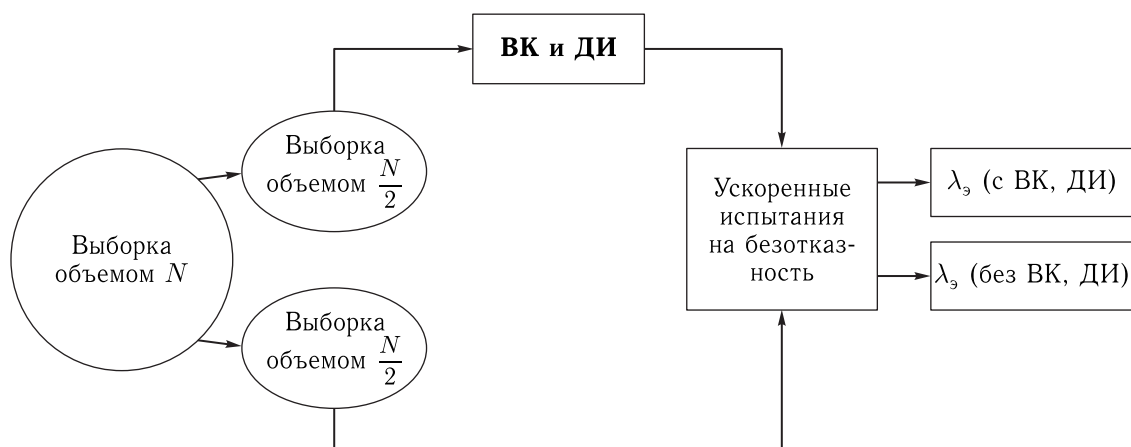 ВК и ДИ
Выборка
объемом N/2
Выборка
объемом N
Выборка
объемом N/2
Ускоренные
испытания
на безотказ-
ность
λэ (с ВК, ДИ)
λэ (без ВК, ДИ)